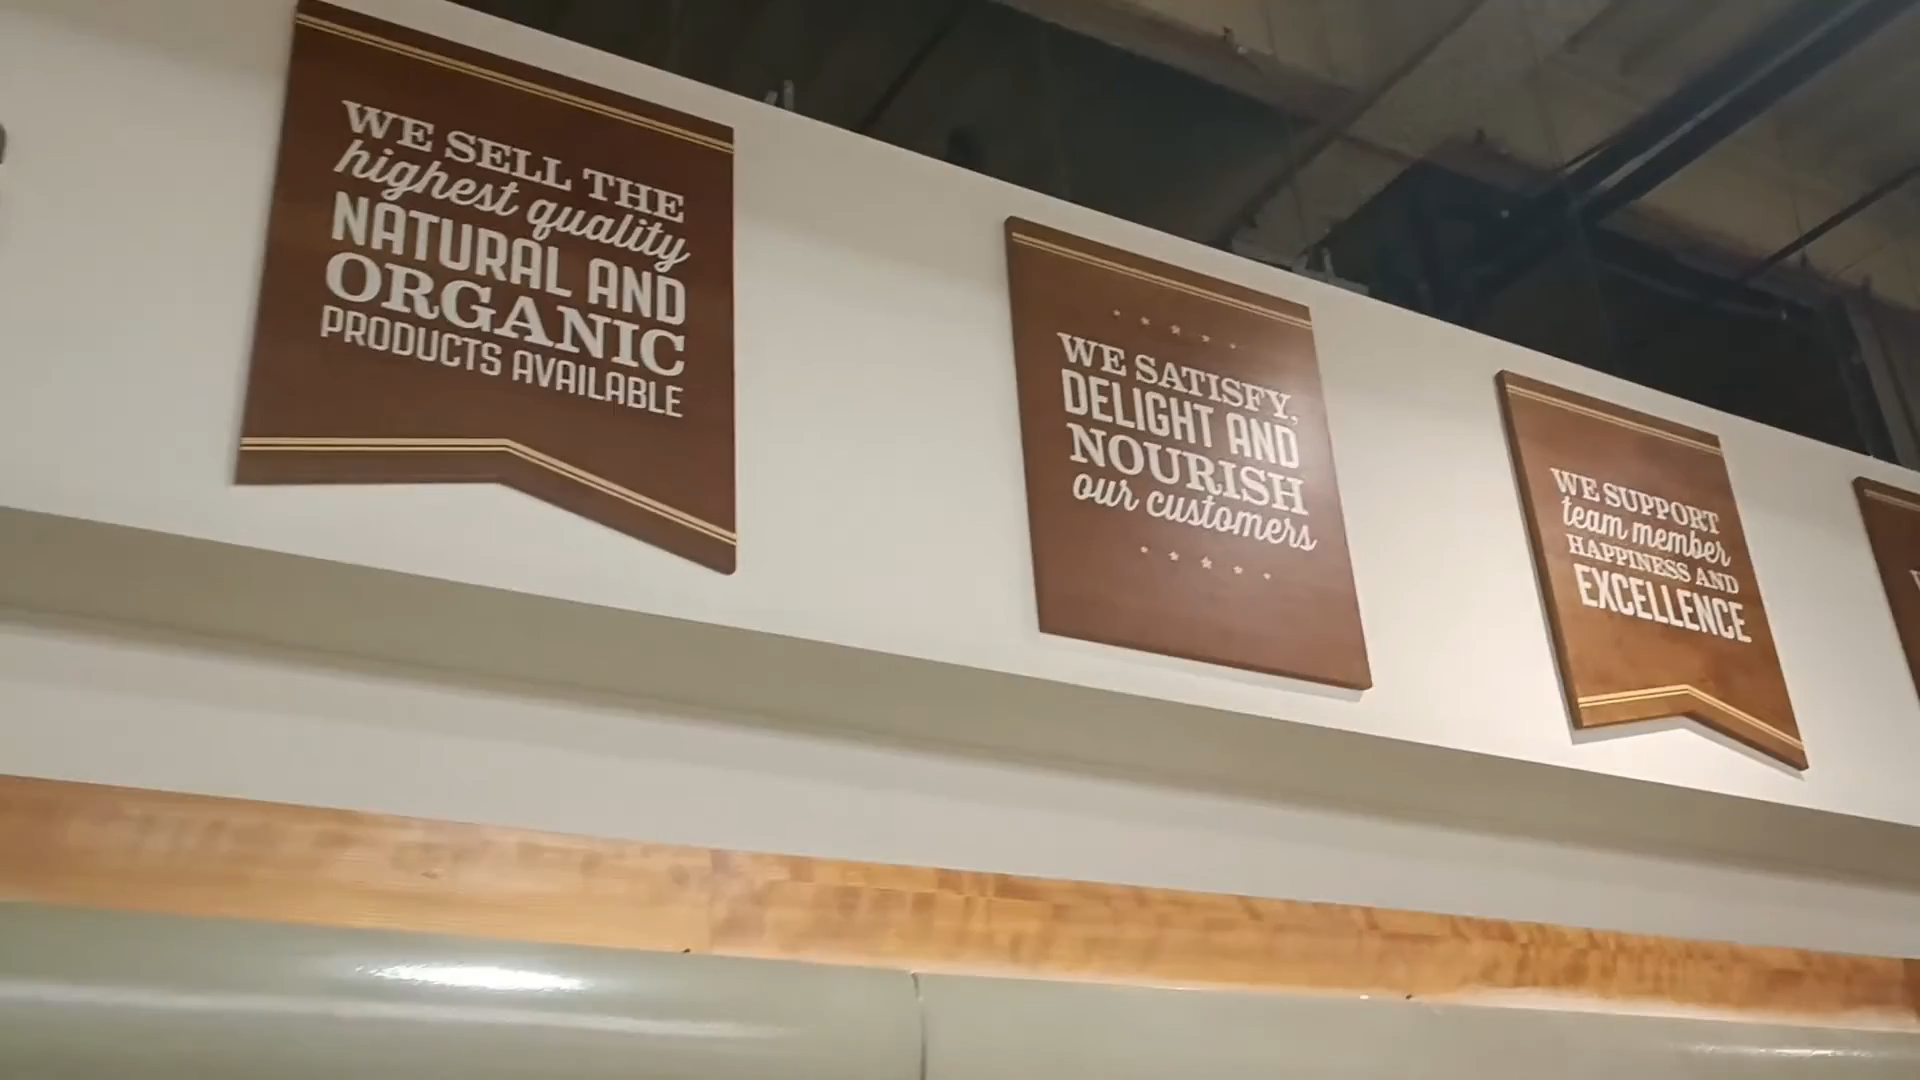 WE SELL THE
highest quality
NATURAL AND
ORGANIC
PRODUCTS AVAILABLE
WE SATISFY,
DELIGHT AND
NOURISH
our customers
WE SUPPORT
team member
HAPPINESS AND
EXCELLENCE